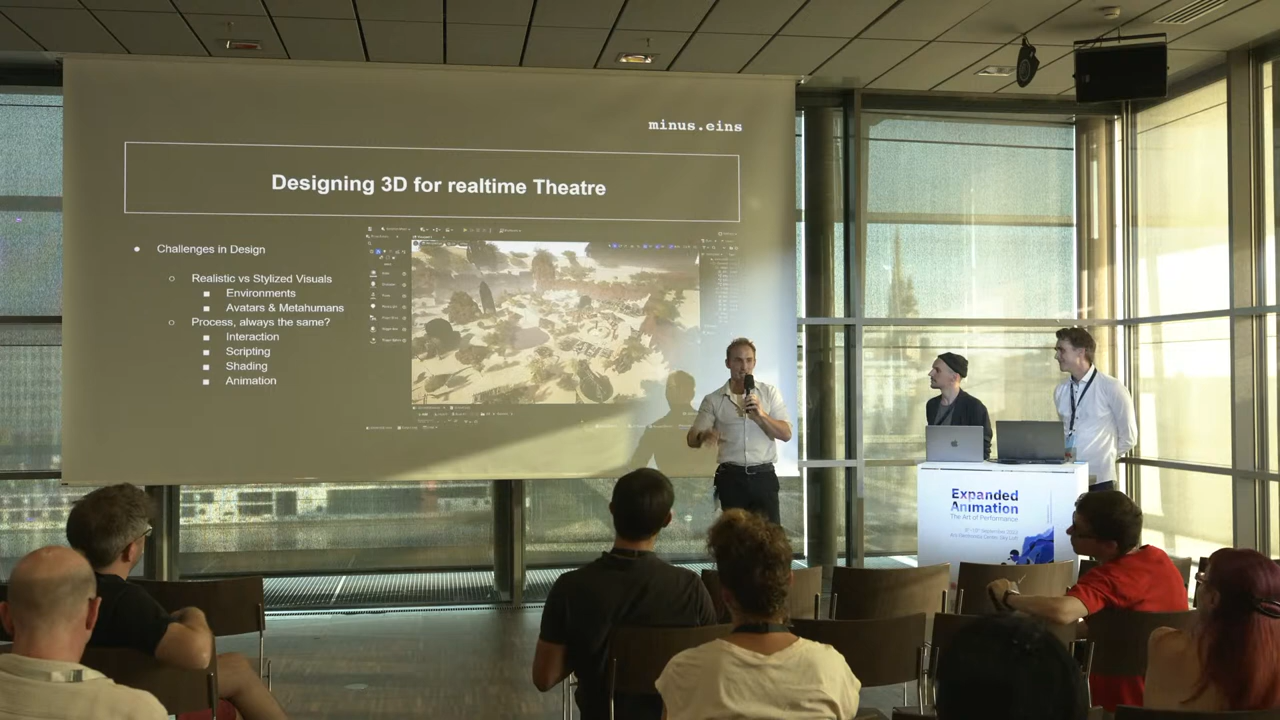 minus.eins
Designing 3D for realtime Theatre
Challenges in Design
Realistic vs Stylized Visuals
Environments
Avatars & Metahumans
Process, always the same?
Interaction
Scripting
Shading
Animation
Expanded
Animation
The Art of Performance